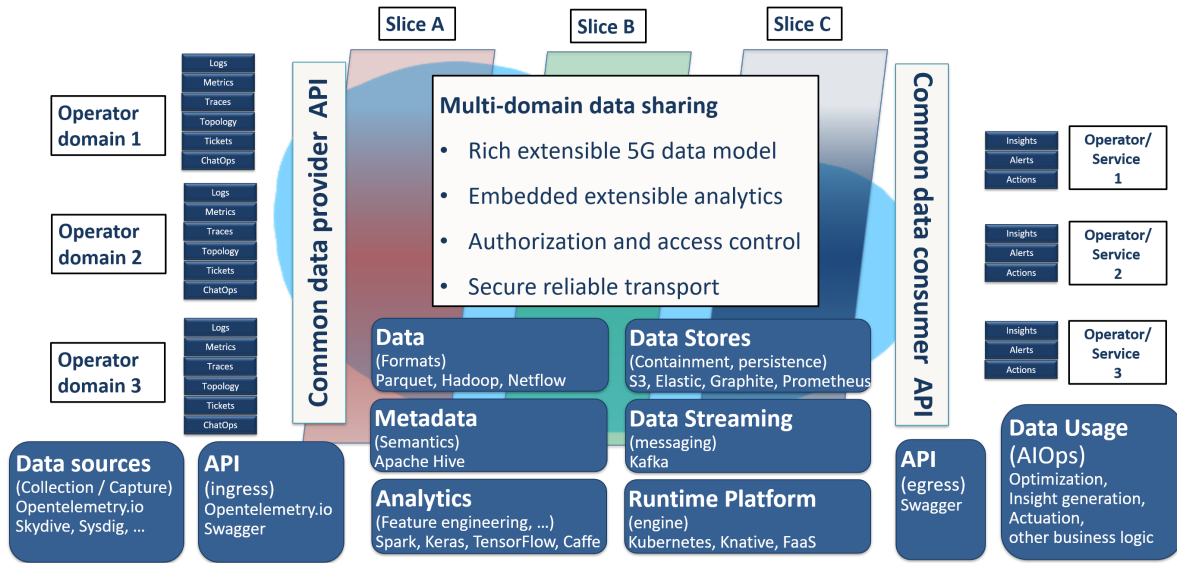 Slice A
Slice B
Slice C
Operator
domain 1
Logs
Metrics
Traces
Topology
Tickets
ChatOps
Operator
domain 2
Logs
Metrics
Traces
Topology
Tickets
ChatOps
Operator
domain 3
Logs
Metrics
Traces
Topology
Tickets
ChatOps
Common data provider API
Multi-domain data sharing
• Rich extensible 5G data model
• Embedded extensible analytics
• Authorization and access control
• Secure reliable transport
Common data consumer API
Insights
Alerts
Actions
Operator/
Service
1
Insights
Alerts
Actions
Operator/
Service
2
Insights
Alerts
Actions
Operator/
Service
3
Data
(Formats)
Parquet, Hadoop, Netflow
Data Stores
(Containment, persistence)
S3, Elastic, Graphite, Prometheus
Metadata
(Semantics)
Apache Hive
Data Streaming
(messaging)
Kafka
Analytics
(Feature engineering, ...)
Spark, Keras, TensorFlow, Caffe
Runtime Platform
(engine)
Kubernetes, Knative, FaaS
Data sources
(Collection / Capture)
Opentelemetry.io
Skydive, Sysdig, ...
API
(ingress)
Opentelemetry.io
Swagger
API
(egress)
Swagger
Data Usage
(AIOps)
Optimization,
Insight generation,
Actuation,
other business logic